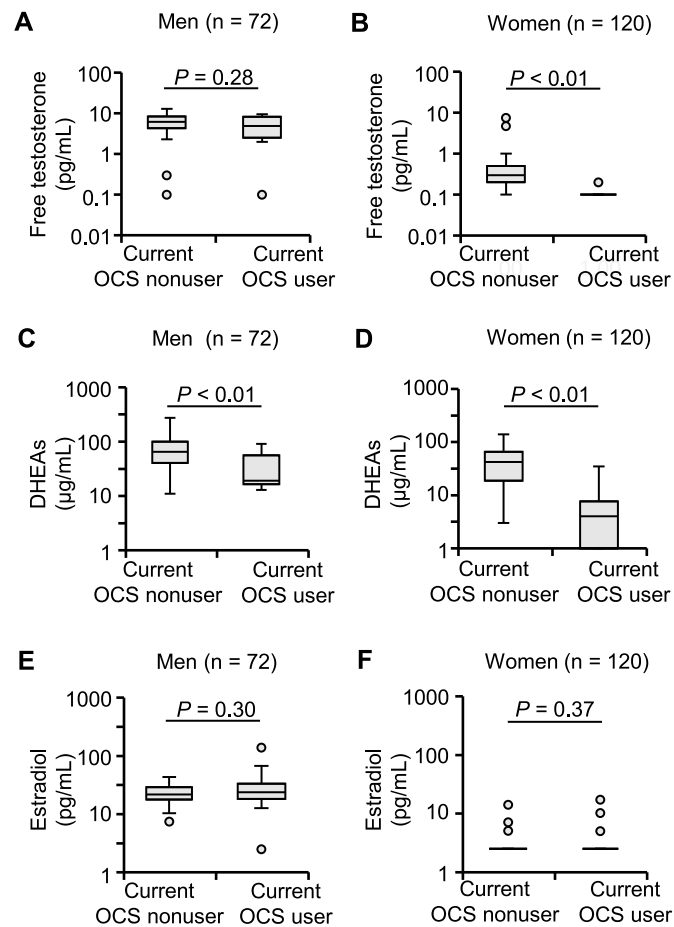 A Men (n = 72)
Free testosterone
(pg/mL)
100
10
1
0.1
0.01
P = 0.28
Current
OCS nonuser
Current
OCS user
B Women (n = 120)
Free testosterone
(pg/mL)
100
10
1
0.1
0.01
P < 0.01
Current
OCS nonuser
Current
OCS user
C Men (n = 72)
DHEAs
(µg/mL)
1000
100
10
1
P < 0.01
Current
OCS nonuser
Current
OCS user
D Women (n = 120)
DHEAs
(µg/mL)
1000
100
10
1
P < 0.01
Current
OCS nonuser
Current
OCS user
E Men (n = 72)
Estradiol
(pg/mL)
1000
100
10
1
P = 0.30
Current
OCS nonuser
Current
OCS user
F Women (n = 120)
Estradiol
(pg/mL)
1000
100
10
1
P = 0.37
Current
OCS nonuser
Current
OCS user